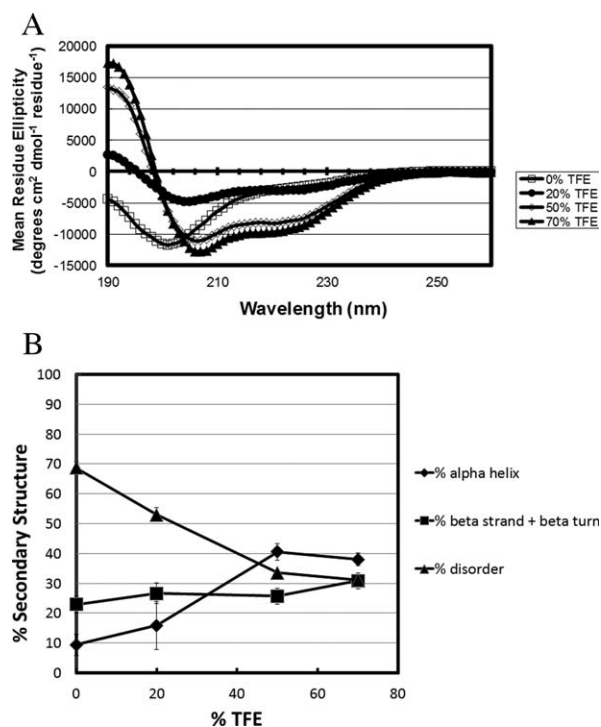 A
Mean Residue Ellipticity
(degrees cm² dmol⁻¹ residue⁻¹)
20000
15000
10000
5000
0
-5000
-10000
-15000
190
210
230
250
Wavelength (nm)
0% TFE
20% TFE
50% TFE
70% TFE
B
% Secondary Structure
100
90
80
70
60
50
40
30
20
10
0
0
20
40
60
80
% TFE
% alpha helix
% beta strand + beta turn
% disorder